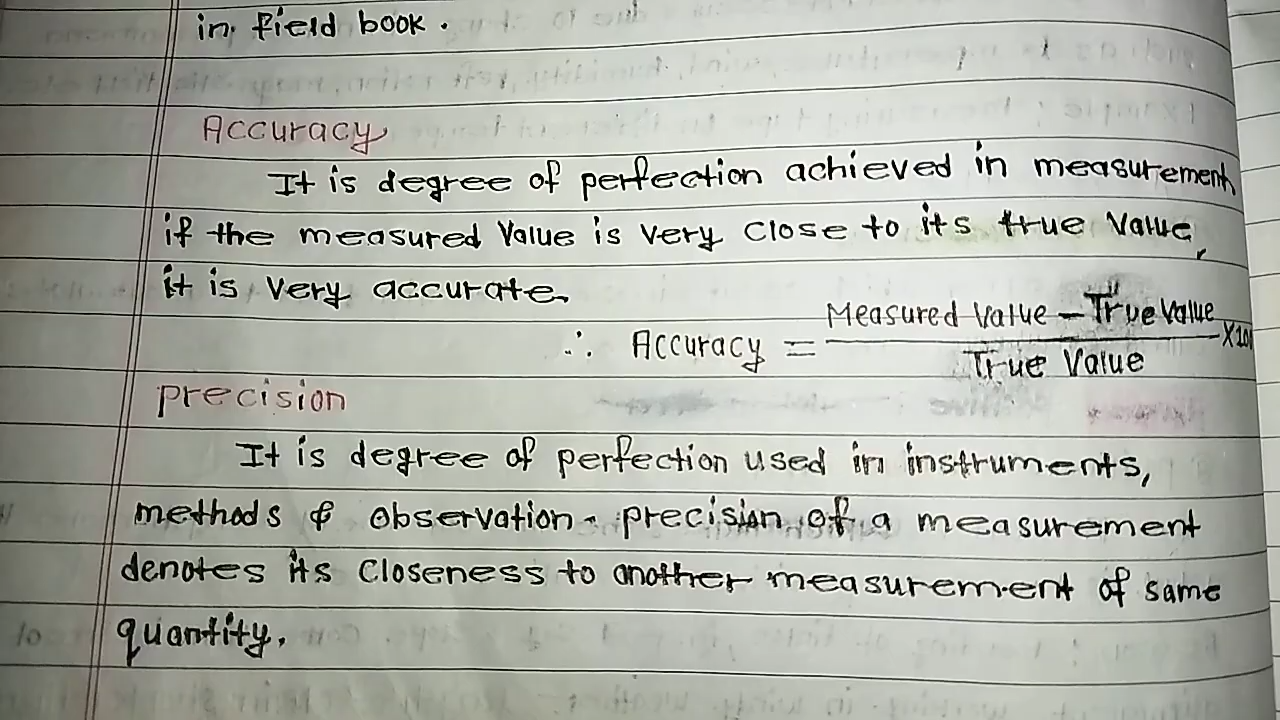 in field book.
Accuracy
It is degree of perfection achieved in measurement
if the measured value is very close to its true value,
it is very accurate.
∴ Accuracy = Measured value - True value / True value X10
precision
It is degree of perfection used in instruments,
methods & observation. precision of a measurement
denotes its closeness to another measurement of same
quantity.